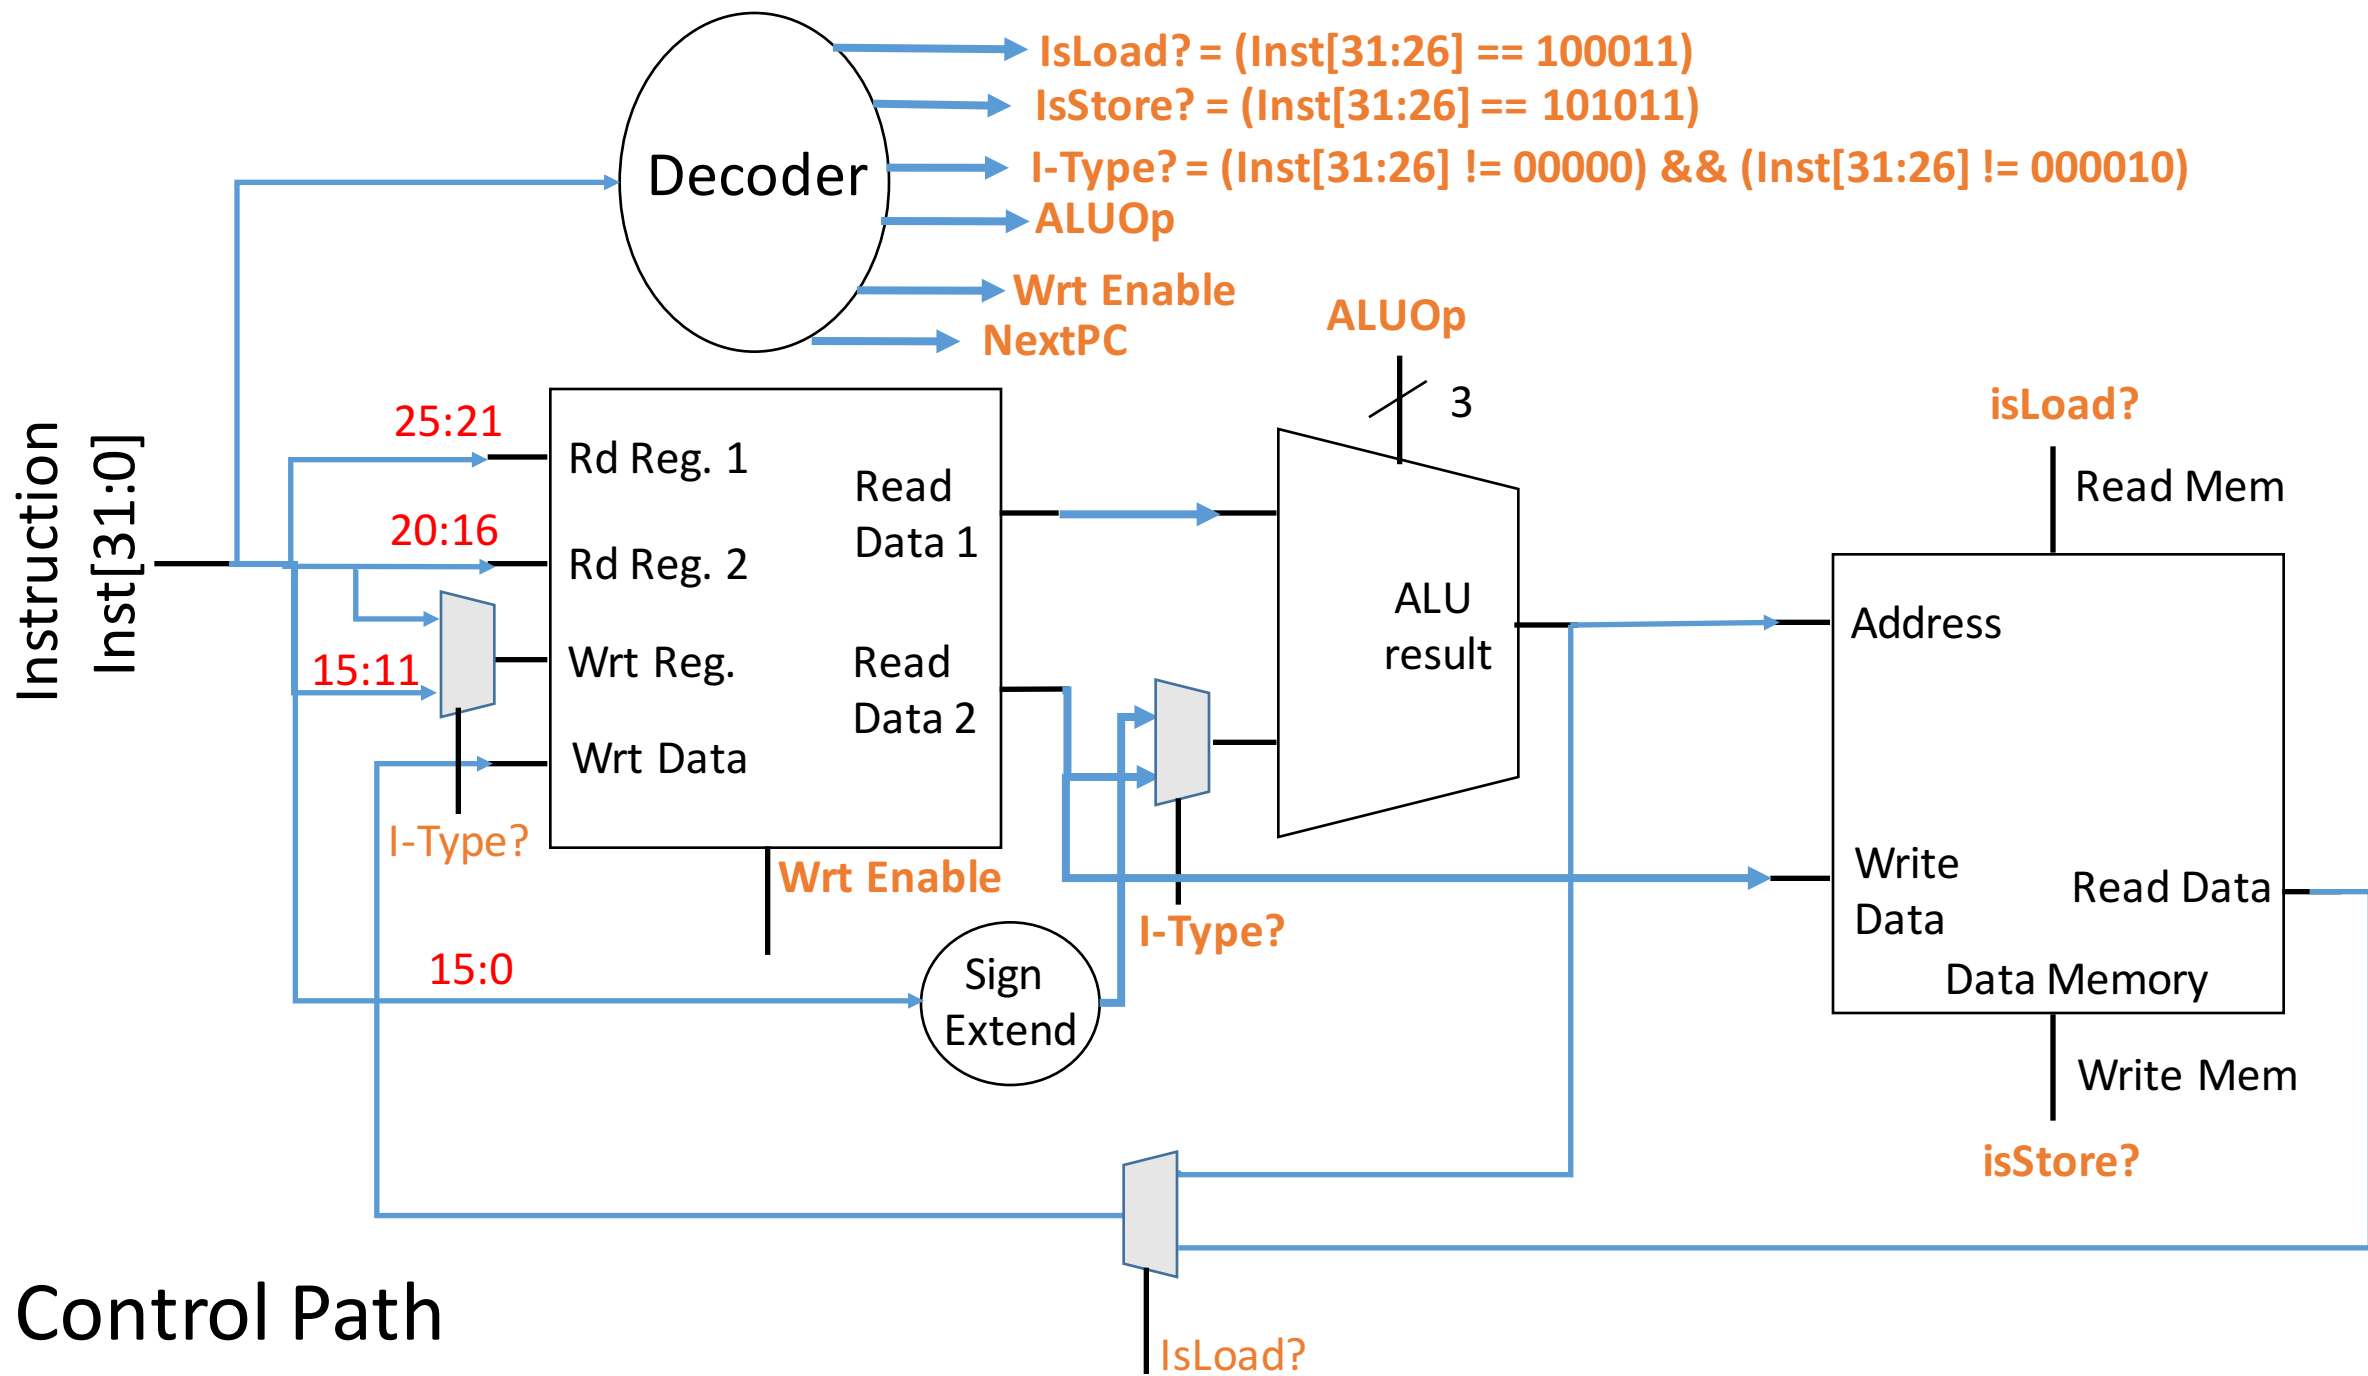 IsLoad? = (Inst[31:26] == 100011)
IsStore? = (Inst[31:26] == 101011)
I-Type? = (Inst[31:26] != 00000) && (Inst[31:26] != 000010)
Decoder
ALUOp
Wrt Enable
NextPC
ALUOp
3
isLoad?
Read Mem
Instruction
Inst[31:0]
25:21
20:16
15:11
Rd Reg. 1
Rd Reg. 2
Wrt Reg.
Wrt Data
Read
Data 1
Read
Data 2
I-Type?
Wrt Enable
ALU
result
I-Type?
Address
Write
Data
Read Data
Data Memory
15:0
Sign
Extend
Write Mem
isStore?
Control Path
IsLoad?